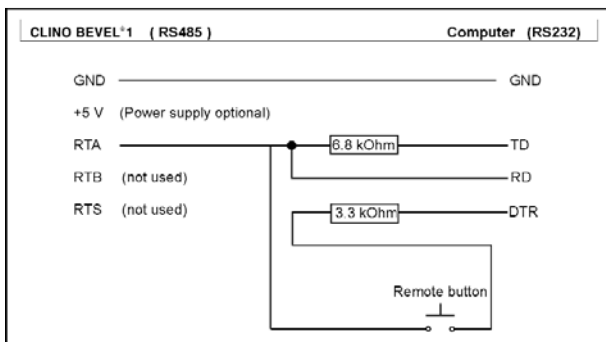 CLINO BEVEL°1 ( RS485 ) Computer (RS232)
GND GND
+5 V (Power supply optional)
RTA 6.8 kOhm TD
RTB (not used) RD
RTS (not used) 3.3 kOhm DTR
Remote button